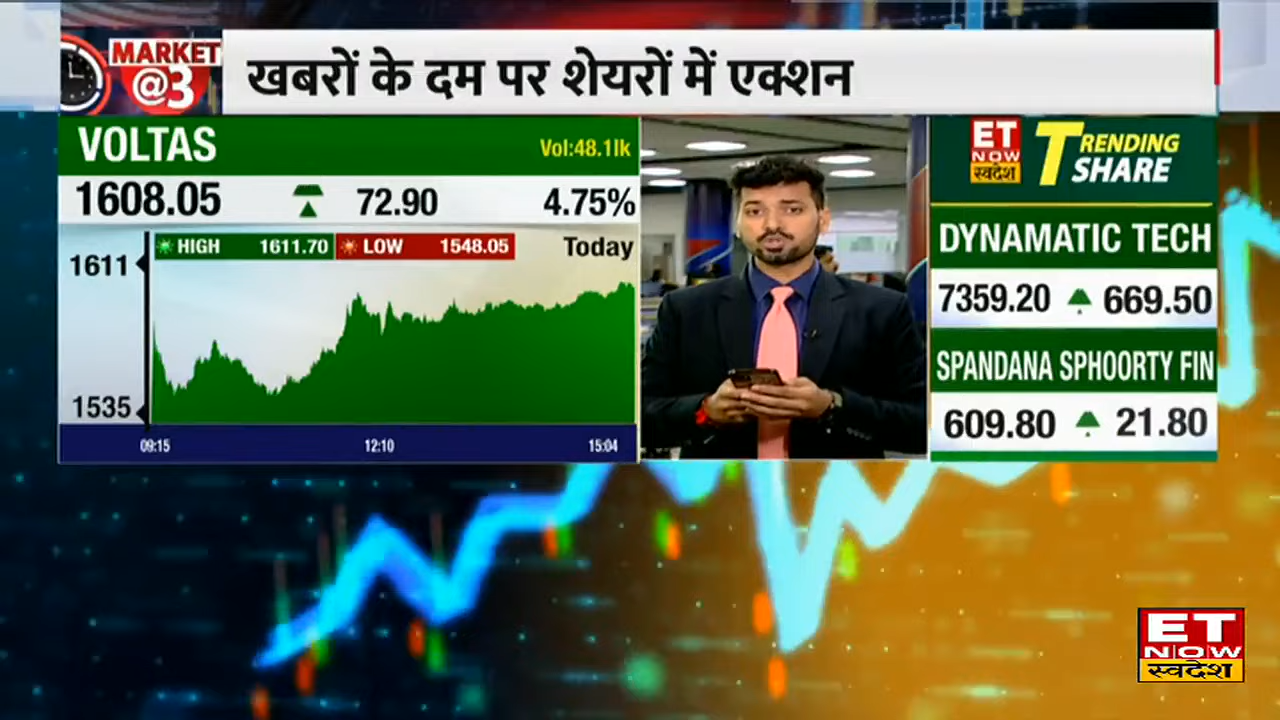 MARKET
@3
खबरों के दम पर शेयरों में एक्शन
VOLTAS
Vol:48.1lk
1608.05 72.90 4.75%
HIGH 1611.70 LOW 1548.05 Today
1611
1535
09:15 12:10 15:04
ET
NOW
स्वदेश
TRENDING
SHARE
DYNAMATIC TECH
7359.20 669.50
SPANDANA SPHOORTY FIN
609.80 21.80
ET
NOW
स्वदेश